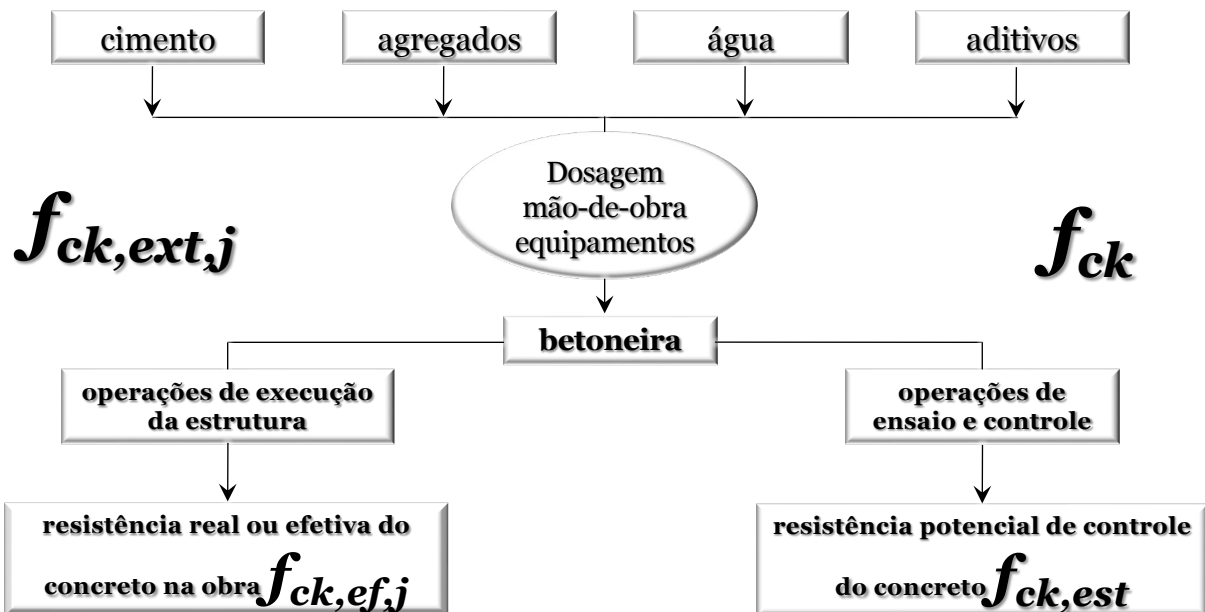 cimento
agregados
água
aditivos
Dosagem
mão-de-obra
equipamentos
fck,ext,j
fck
betoneira
operações de execução
da estrutura
operações de
ensaio e controle
resistência real ou efetiva do
concreto na obra fck,ef,j
resistência potencial de controle
do concreto fck,est